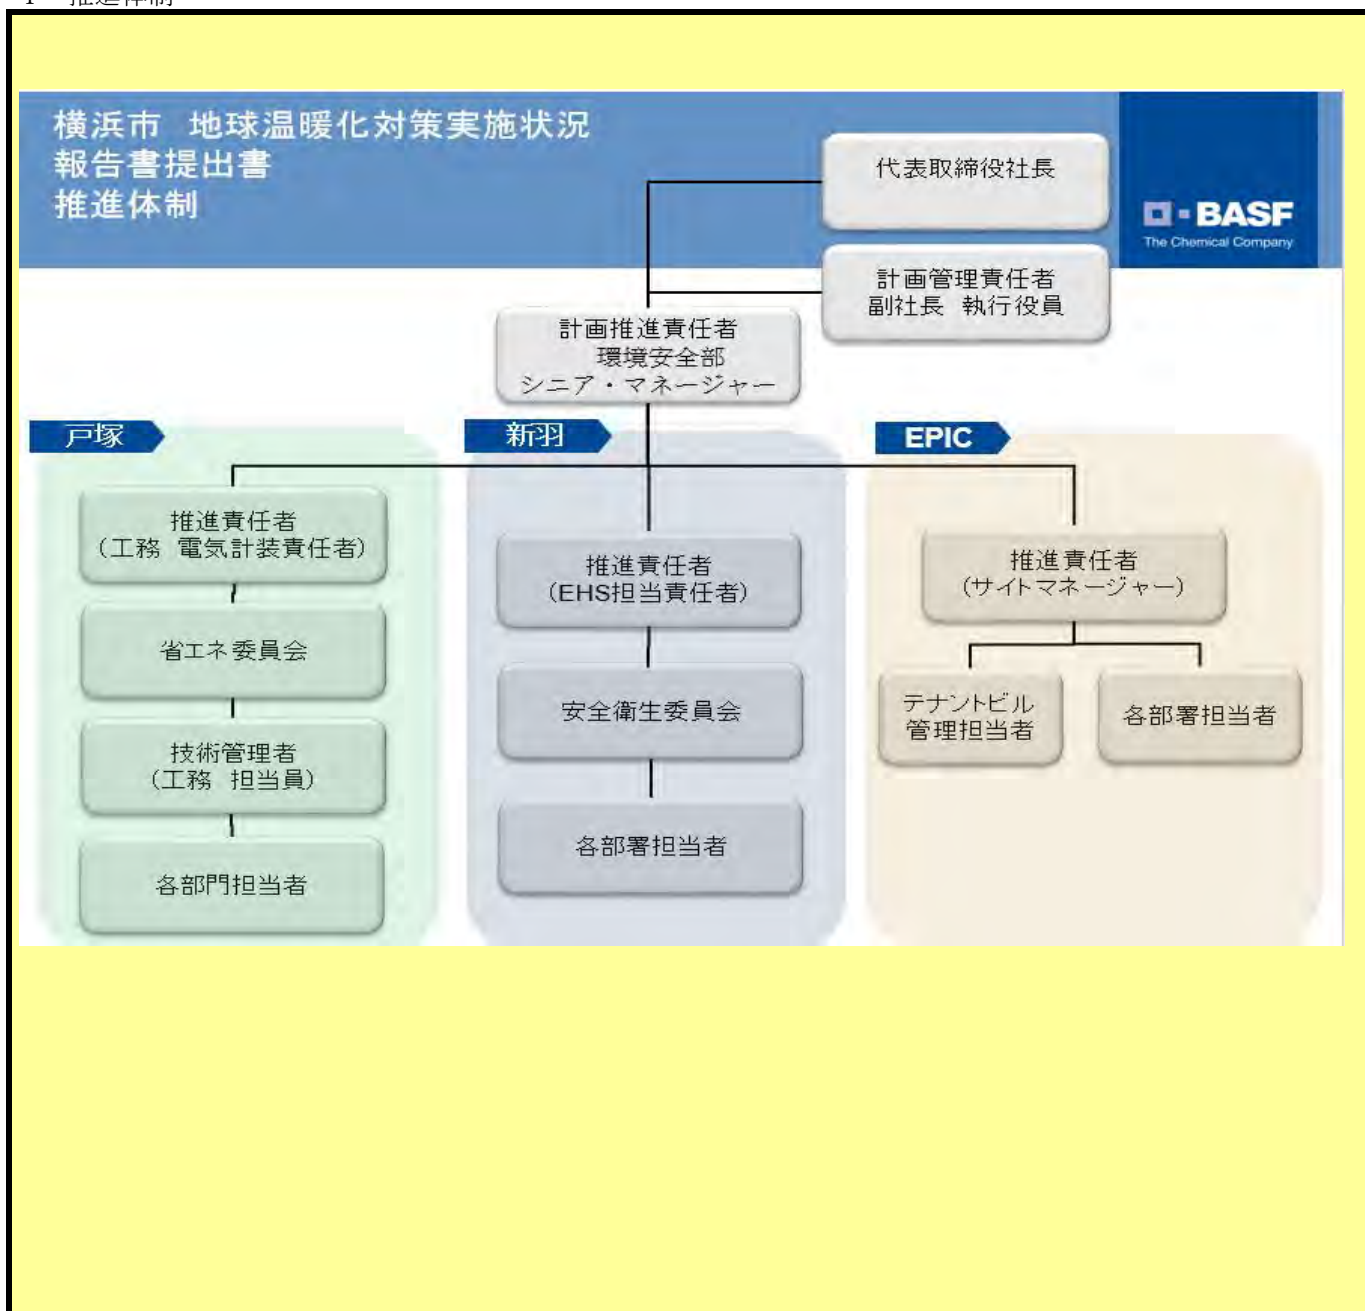 推進体制
横浜市 地球温暖化対策実施状況
報告書提出書
推進体制
代表取締役社長
BASF
The Chemical Company
計画管理責任者
副社長 執行役員
計画推進責任者
環境安全部
シニア・マネージャー
戸塚
推進責任者
(工務 電気計装責任者)
省エネ委員会
技術管理者
(工務 担当員)
各部門担当者
新羽
推進責任者
(EHS担当責任者)
安全衛生委員会
各部署担当者
EPIC
推進責任者
(サイトマネージャー)
テナントビル
管理担当者
各部署担当者